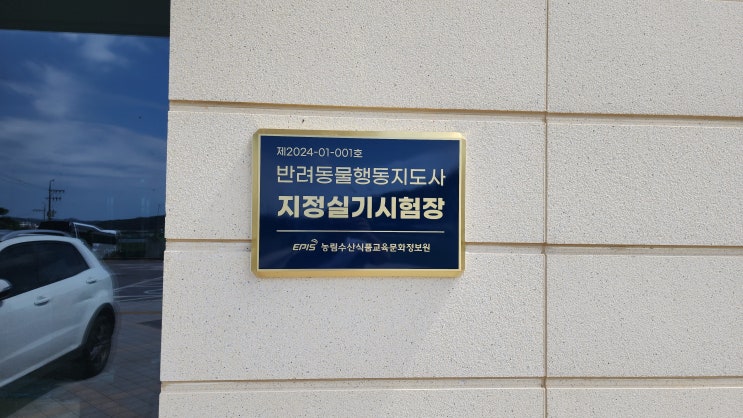 제2024-01-001호
반려동물행동지도사
지정실기시험장
EPIS 농림수산식품교육문화정보원